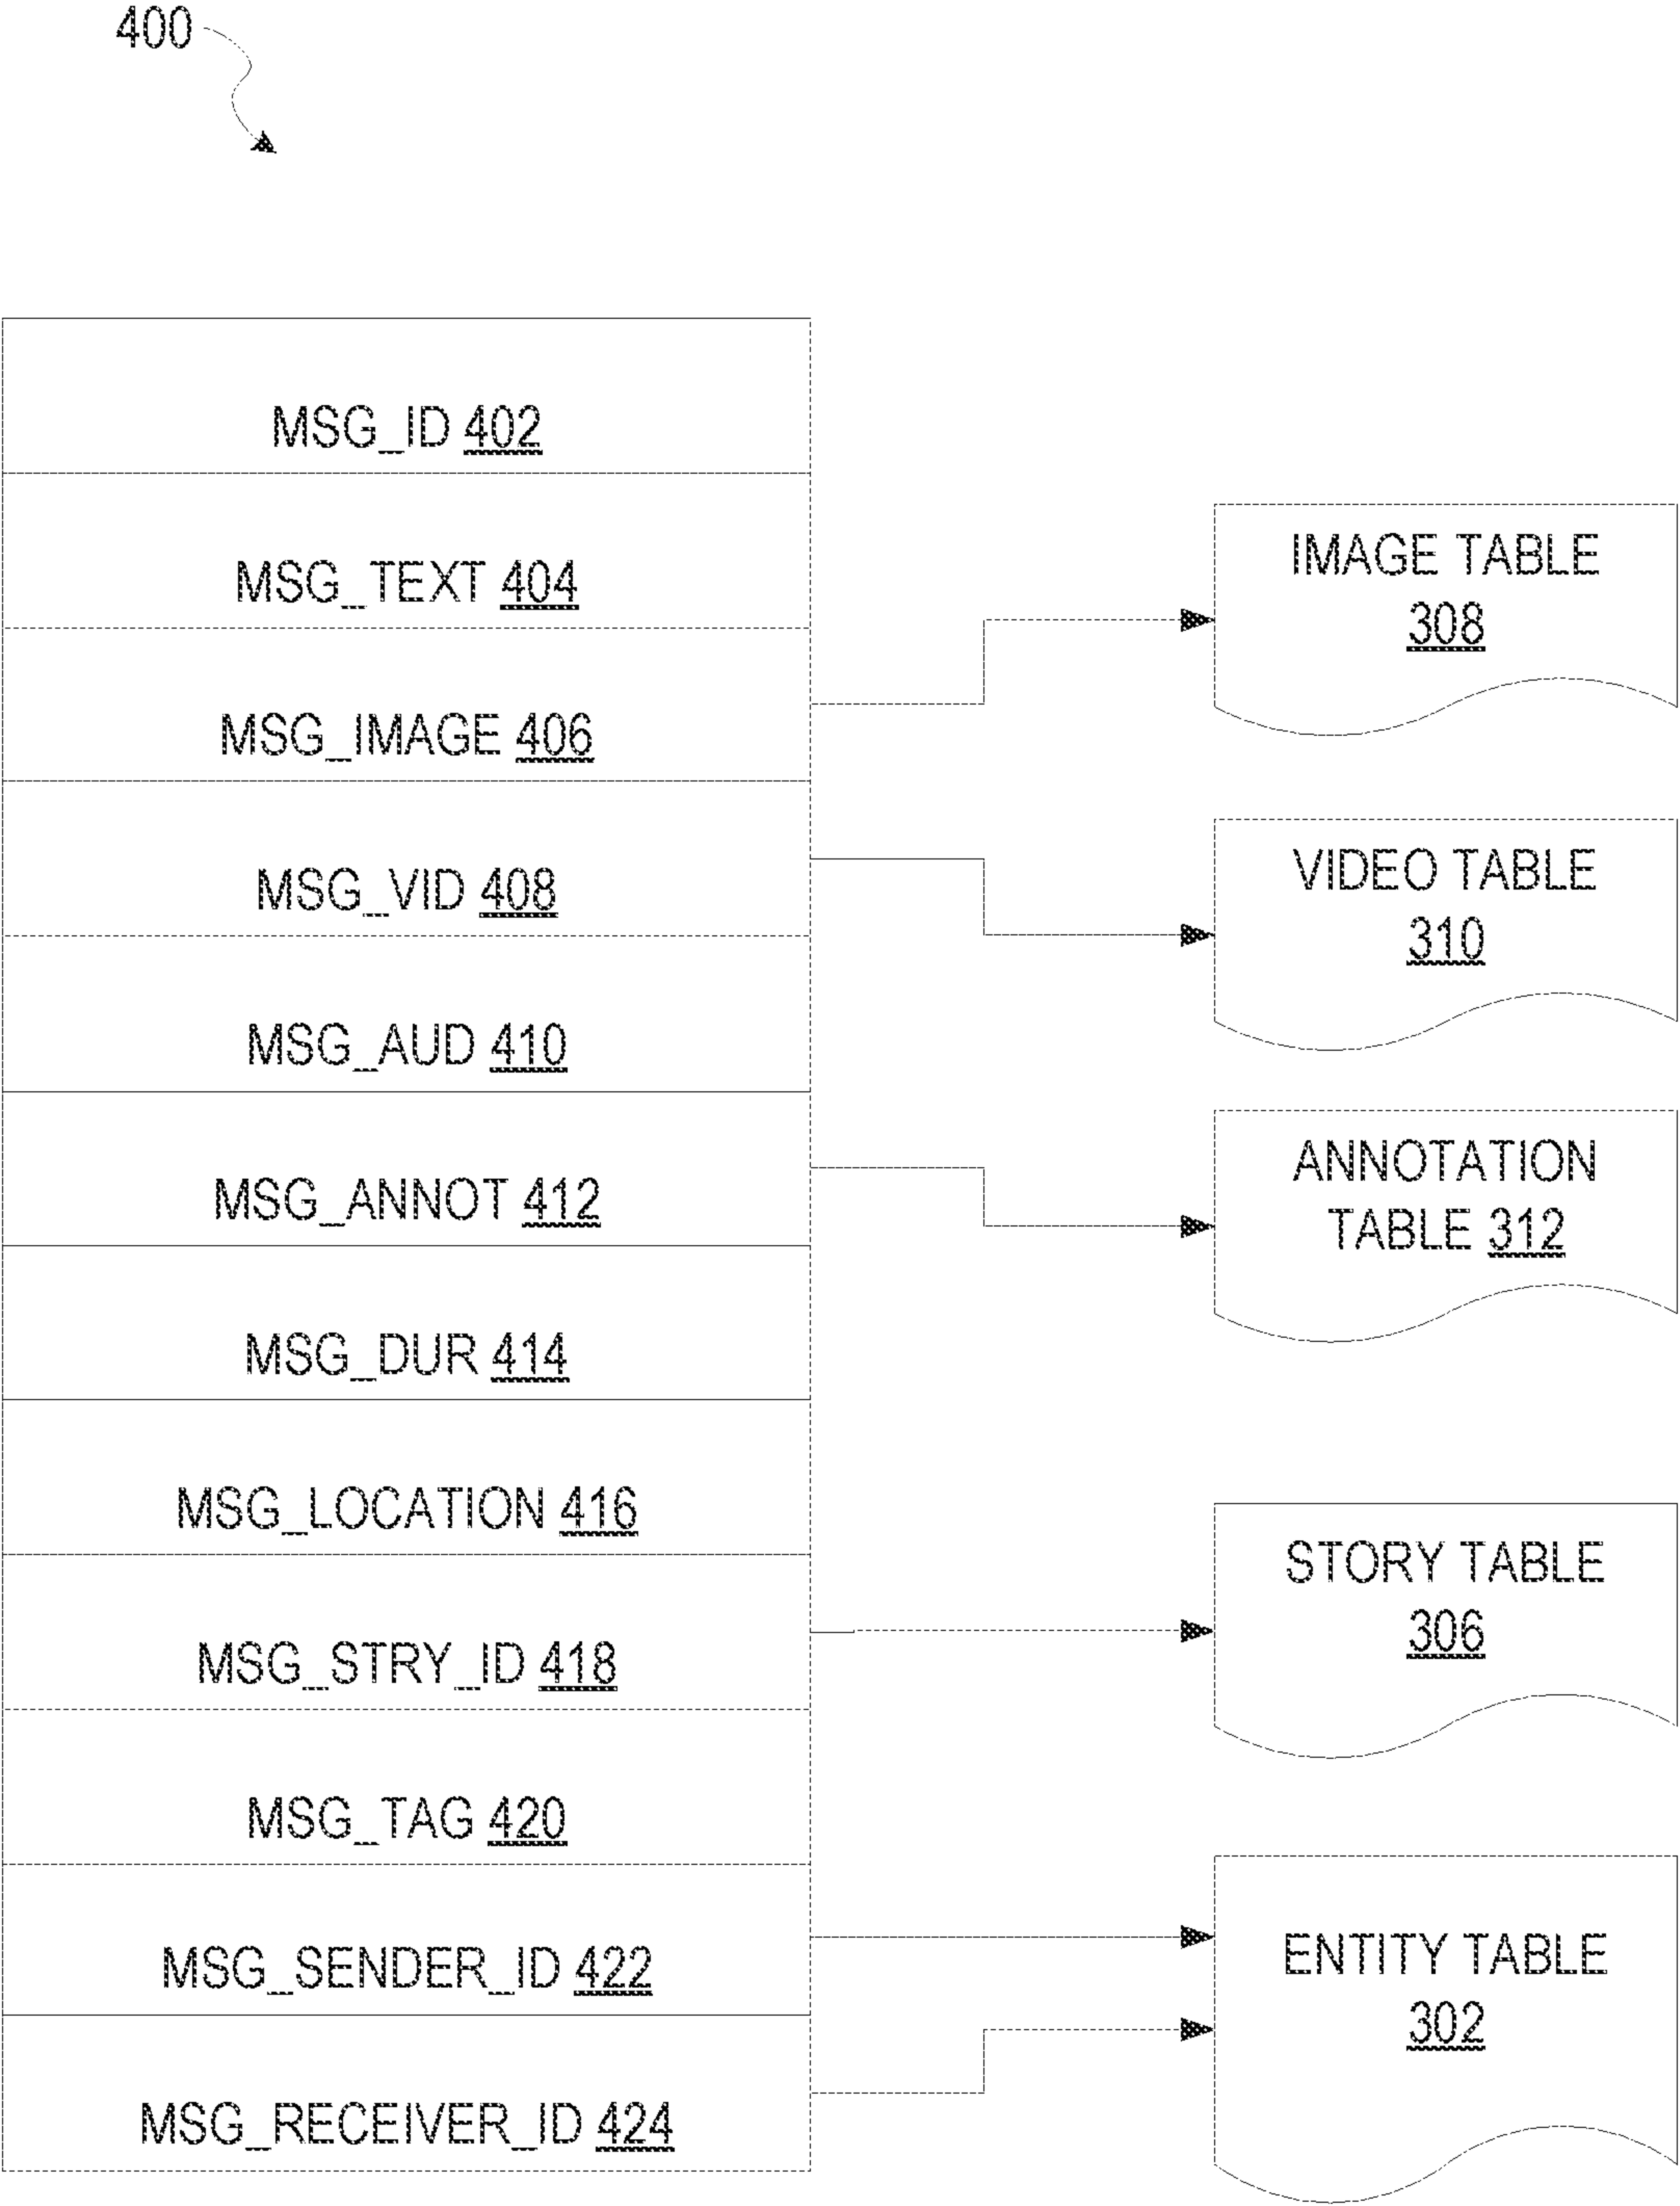 400
MSG_ID 402
MSG_TEXT 404
MSG_IMAGE 406
MSG_VID 408
MSG_AUD 410
MSG_ANNOT 412
MSG_DUR 414
MSG_LOCATION 416
MSG_STRY_ID 418
MSG_TAG 420
MSG_SENDER_ID 422
MSG_RECEIVER_ID 424
IMAGE TABLE
308
VIDEO TABLE
310
ANNOTATION
TABLE 312
STORY TABLE
306
ENTITY TABLE
302